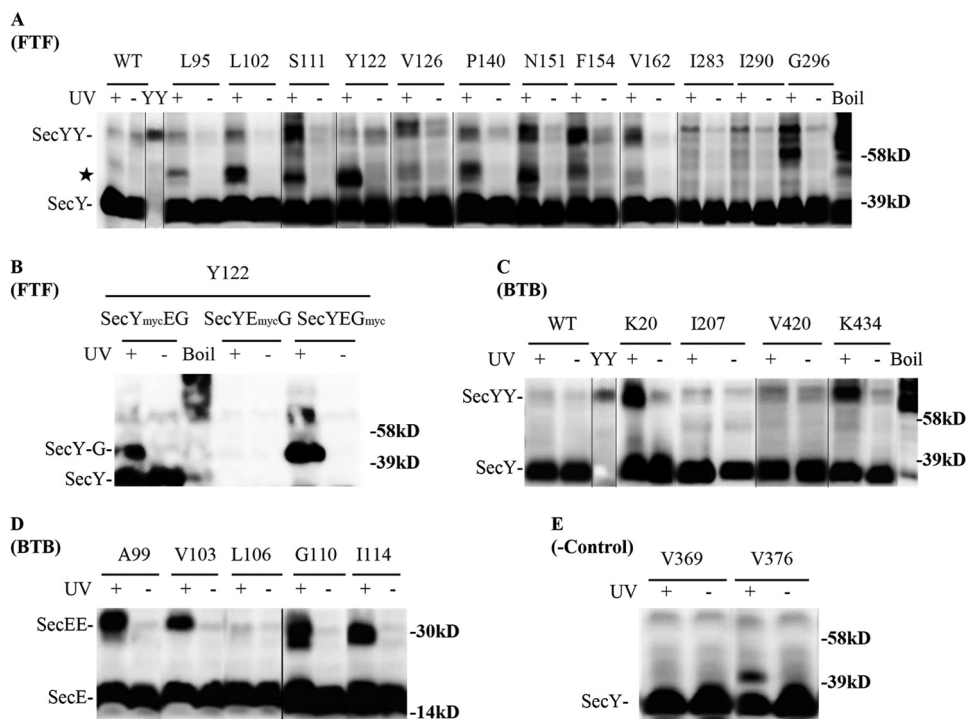 A
(FTF)
WT L95 L102 S111 Y122 V126 P140 N151 F154 V162 I283 I290 G296
UV + - YY + - + - + - + - + - + - + - + - + - + - + - + - Boil
SecYY-
-58kD
★
SecY-
-39kD
B
(FTF)
Y122
SecYmycEG SecYEmycG SecYEGmyc
UV + - Boil + - + -
-58kD
SecY-G-
-39kD
SecY-
C
(BTB)
WT K20 I207 V420 K434
UV + - YY + - + - + - + - Boil
SecYY-
-58kD
SecY-
-39kD
D
(BTB)
A99 V103 L106 G110 I114
UV + - + - + - + - + -
SecEE-
-30kD
SecE-
-14kD
E
(-Control)
V369 V376
UV + - + -
-58kD
-39kD
SecY-